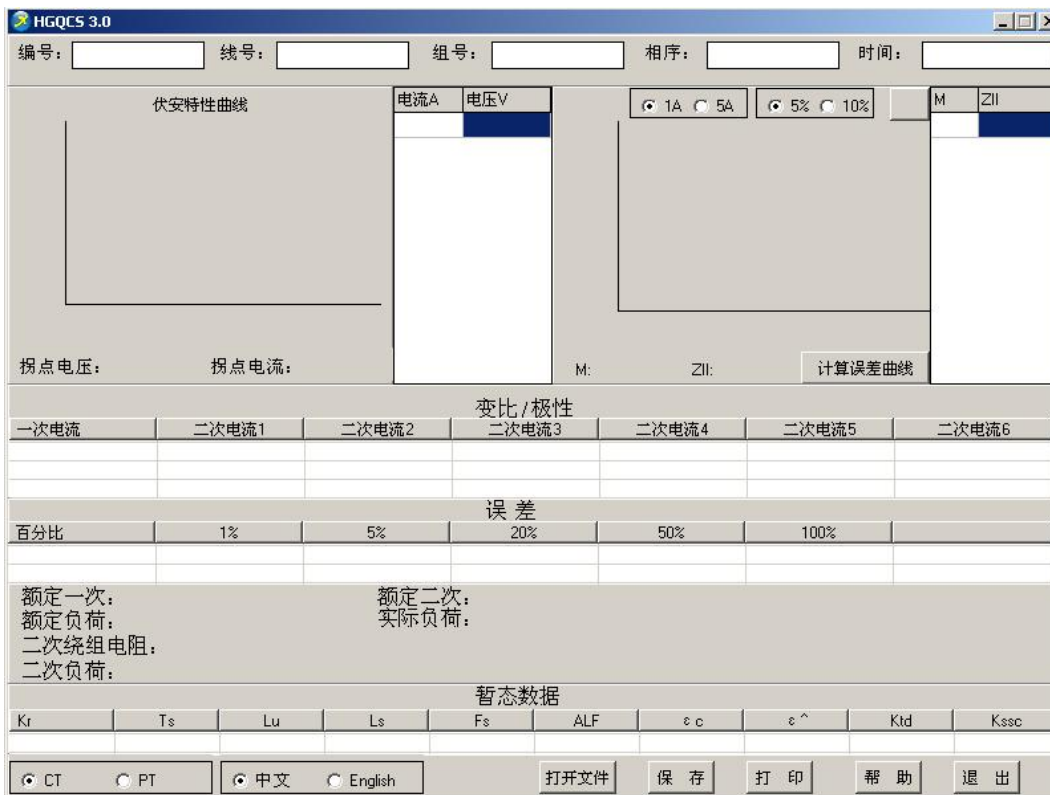 HGQCS 3.0
编号: 线号: 组号: 相序: 时间:
伏安特性曲线 电流A 电压V 1A 5A 5% 10% M ZII
拐点电压: 拐点电流: M: ZII: 计算误差曲线
变比/极性
一次电流 二次电流1 二次电流2 二次电流3 二次电流4 二次电流5 二次电流6
误 差
百分比 1% 5% 20% 50% 100%
额定一次: 额定二次:
额定负荷: 实际负荷:
二次绕组电阻:
二次负荷:
暂态数据
Kr Ts Lu Ls Fs ALF ε c ε ^ Ktd Kssc
CT PT 中文 English 打开文件 保 存 打 印 帮 助 退 出